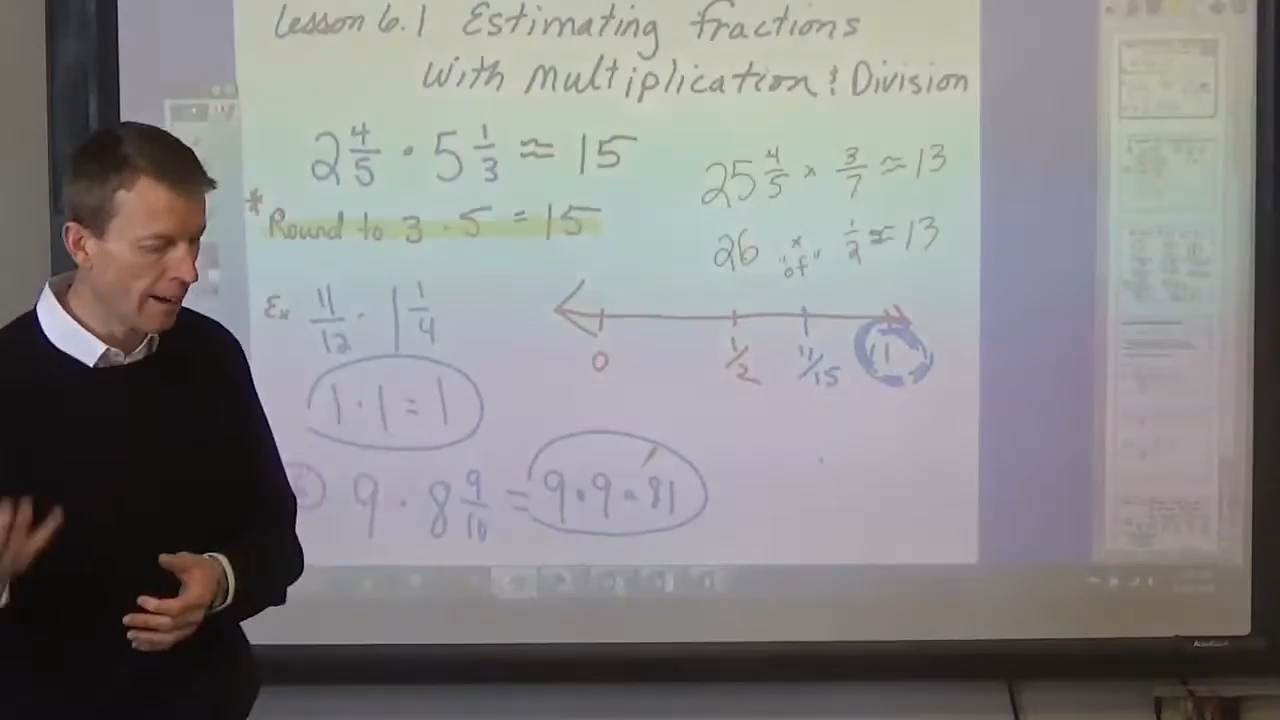 Lesson 6.1 Estimating fractions
with Multiplication & Division
2 4/5 · 5 1/3 ≈ 15
* Round to 3 · 5 = 15
25 4/5 × 3/7 ≈ 13
26 × "of" 1/2 ≈ 13
Ex 11/12 · 1 1/4
1 · 1 = 1
0 1/2 11/15 1
9 · 8 9/10 = 9 · 9 = 81